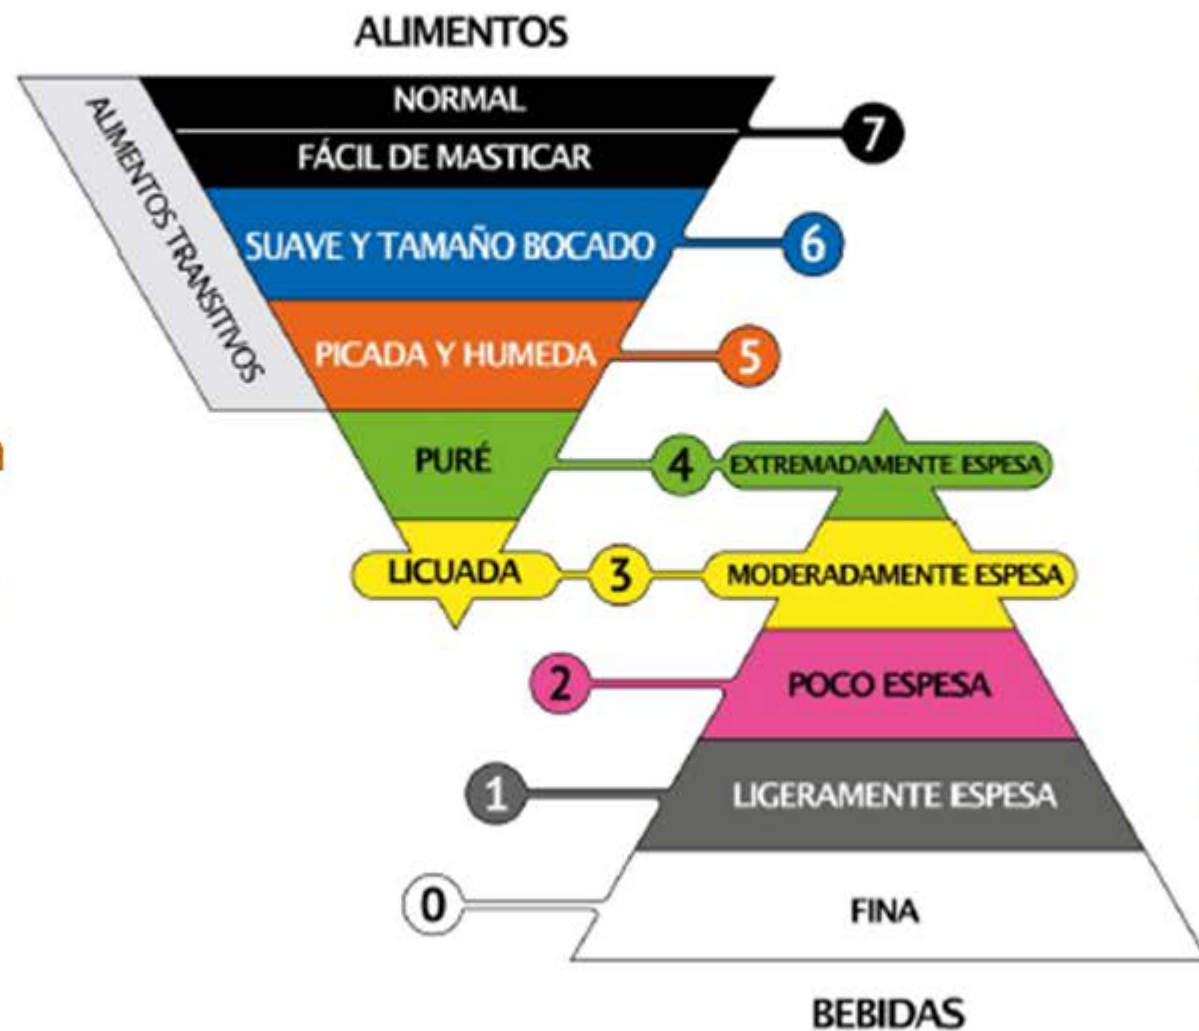 ALIMENTOS
ALIMENTOS TRANSITIVOS
NORMAL
7
FÁCIL DE MASTICAR
SUAVE Y TAMAÑO BOCADO
6
PICADA Y HUMEDA
5
PURÉ
4
EXTREMADAMENTE ESPESA
LICUADA
3
MODERADAMENTE ESPESA
2
POCO ESPESA
1
LIGERAMENTE ESPESA
0
FINA
BEBIDAS